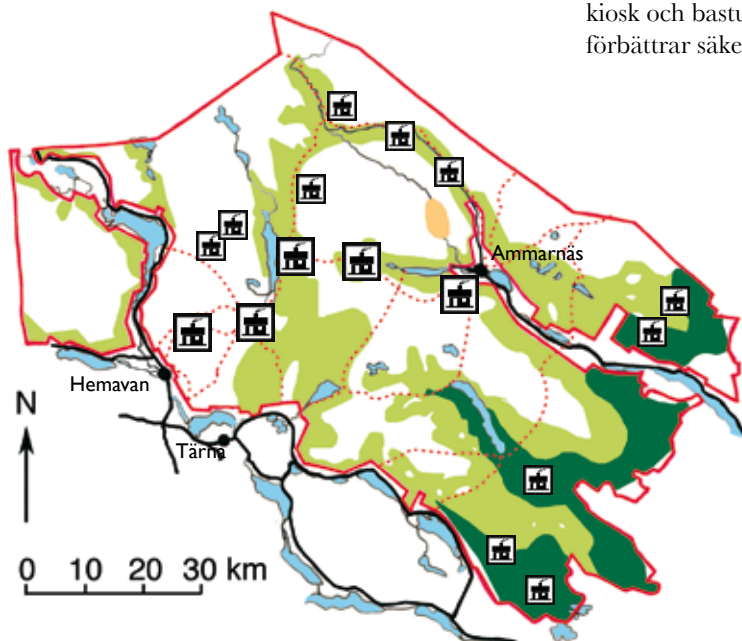 kiosk och bastu
förbättrar säke
Ammarnäs
Hemavan
N
Tärna
0 10 20 30 km